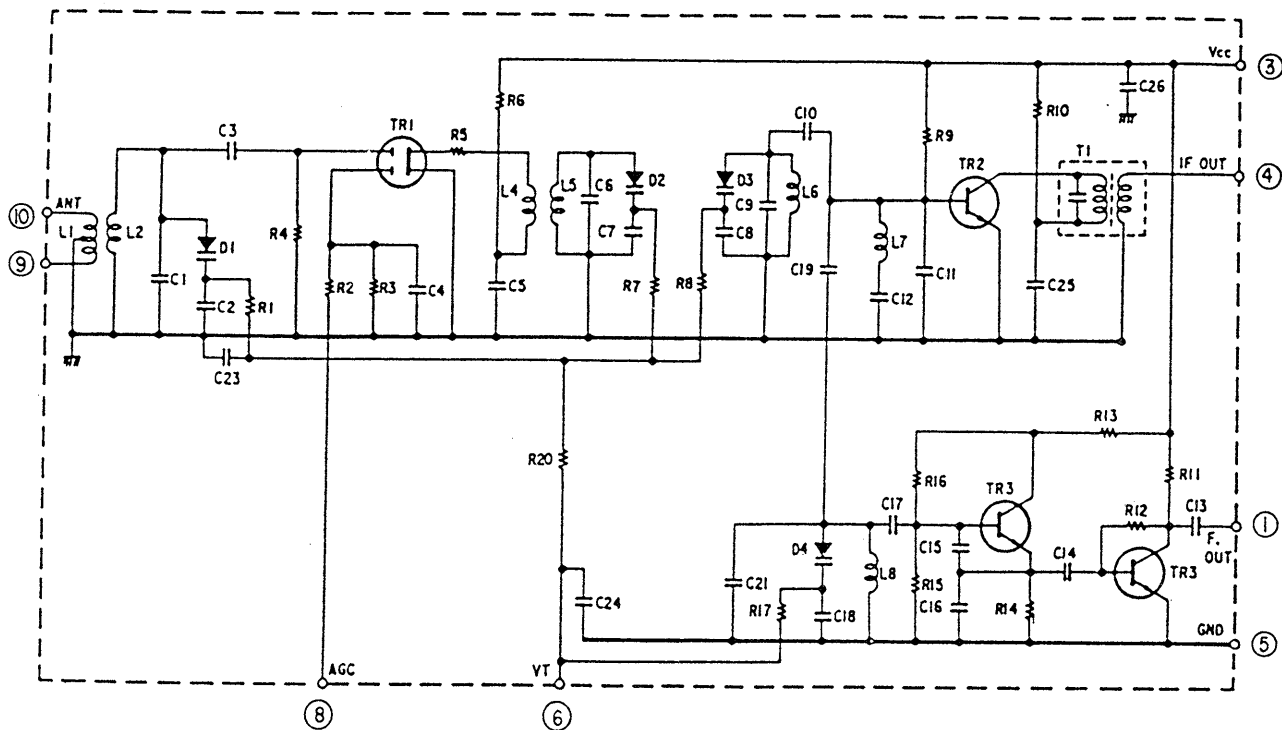 Vcc
③
C26
R6
R10
C10
TR1
C3
R5
R9
TR2
T1
IF OUT
④
D2
D3
L4
L5
C6
L6
C9
⑩
ANT
L1
L2
D1
R4
C7
C8
L7
⑨
C1
C2
R1
R2
R3
C4
C5
R7
R8
C19
C12
C11
C25
C23
R13
R20
R16
R11
TR3
C17
R12
C13
①
F. OUT
D4
C15
C14
TR3
C21
L8
R15
C24
R17
C18
C16
R14
GND
⑤
AGC
VT
⑧
⑥